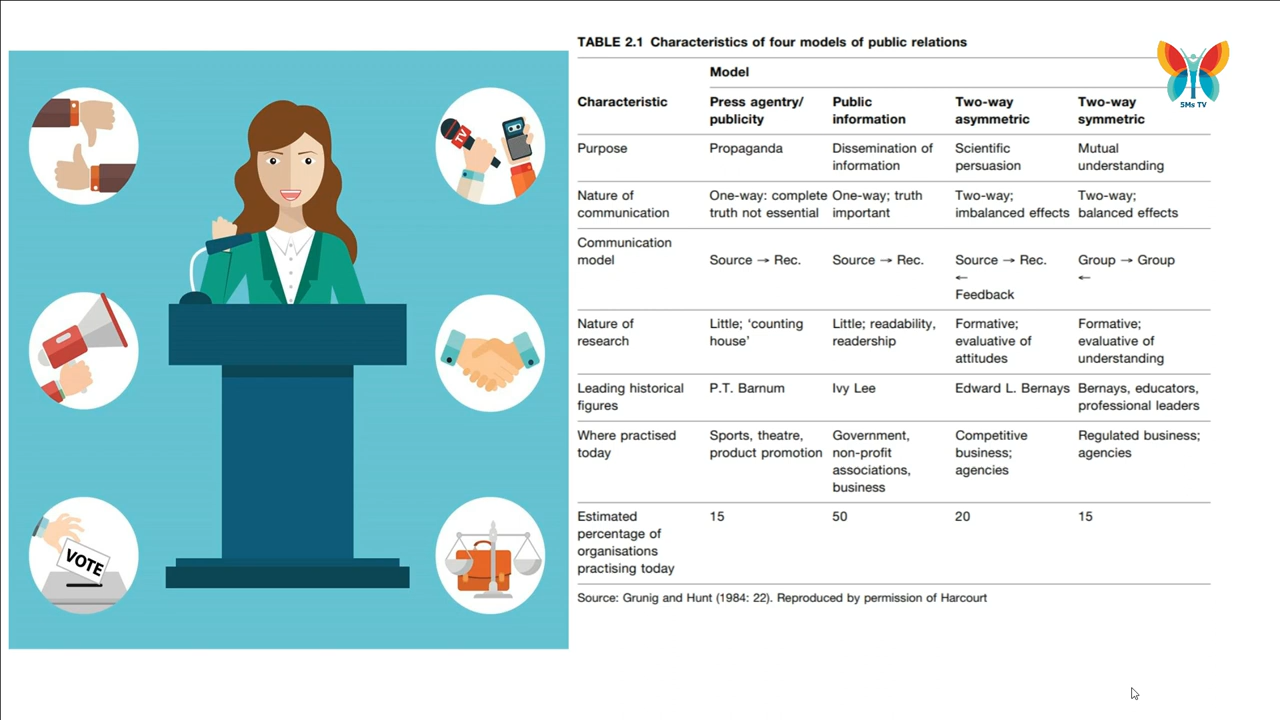 TABLE 2.1 Characteristics of four models of public relations
Model
Characteristic
Press agentry/
publicity
Public
information
Two-way
asymmetric
Two-way
symmetric
Purpose
Propaganda
Dissemination of
information
Scientific
persuasion
Mutual
understanding
Nature of
communication
One-way: complete
truth not essential
One-way; truth
important
Two-way;
imbalanced effects
Two-way;
balanced effects
Communication
model
Source → Rec.
Source → Rec.
Source → Rec.
←
Feedback
Group → Group
←
Nature of
research
Little; ‘counting
house’
Little; readability,
readership
Formative;
evaluative of
attitudes
Formative;
evaluative of
understanding
Leading historical
figures
P.T. Barnum
Ivy Lee
Edward L. Bernays
Bernays, educators,
professional leaders
Where practised
today
Sports, theatre,
product promotion
Government,
non-profit
associations,
business
Competitive
business;
agencies
Regulated business;
agencies
Estimated
percentage of
organisations
practising today
15
50
20
15
Source: Grunig and Hunt (1984: 22). Reproduced by permission of Harcourt
5Ms TV
TV
VOTE